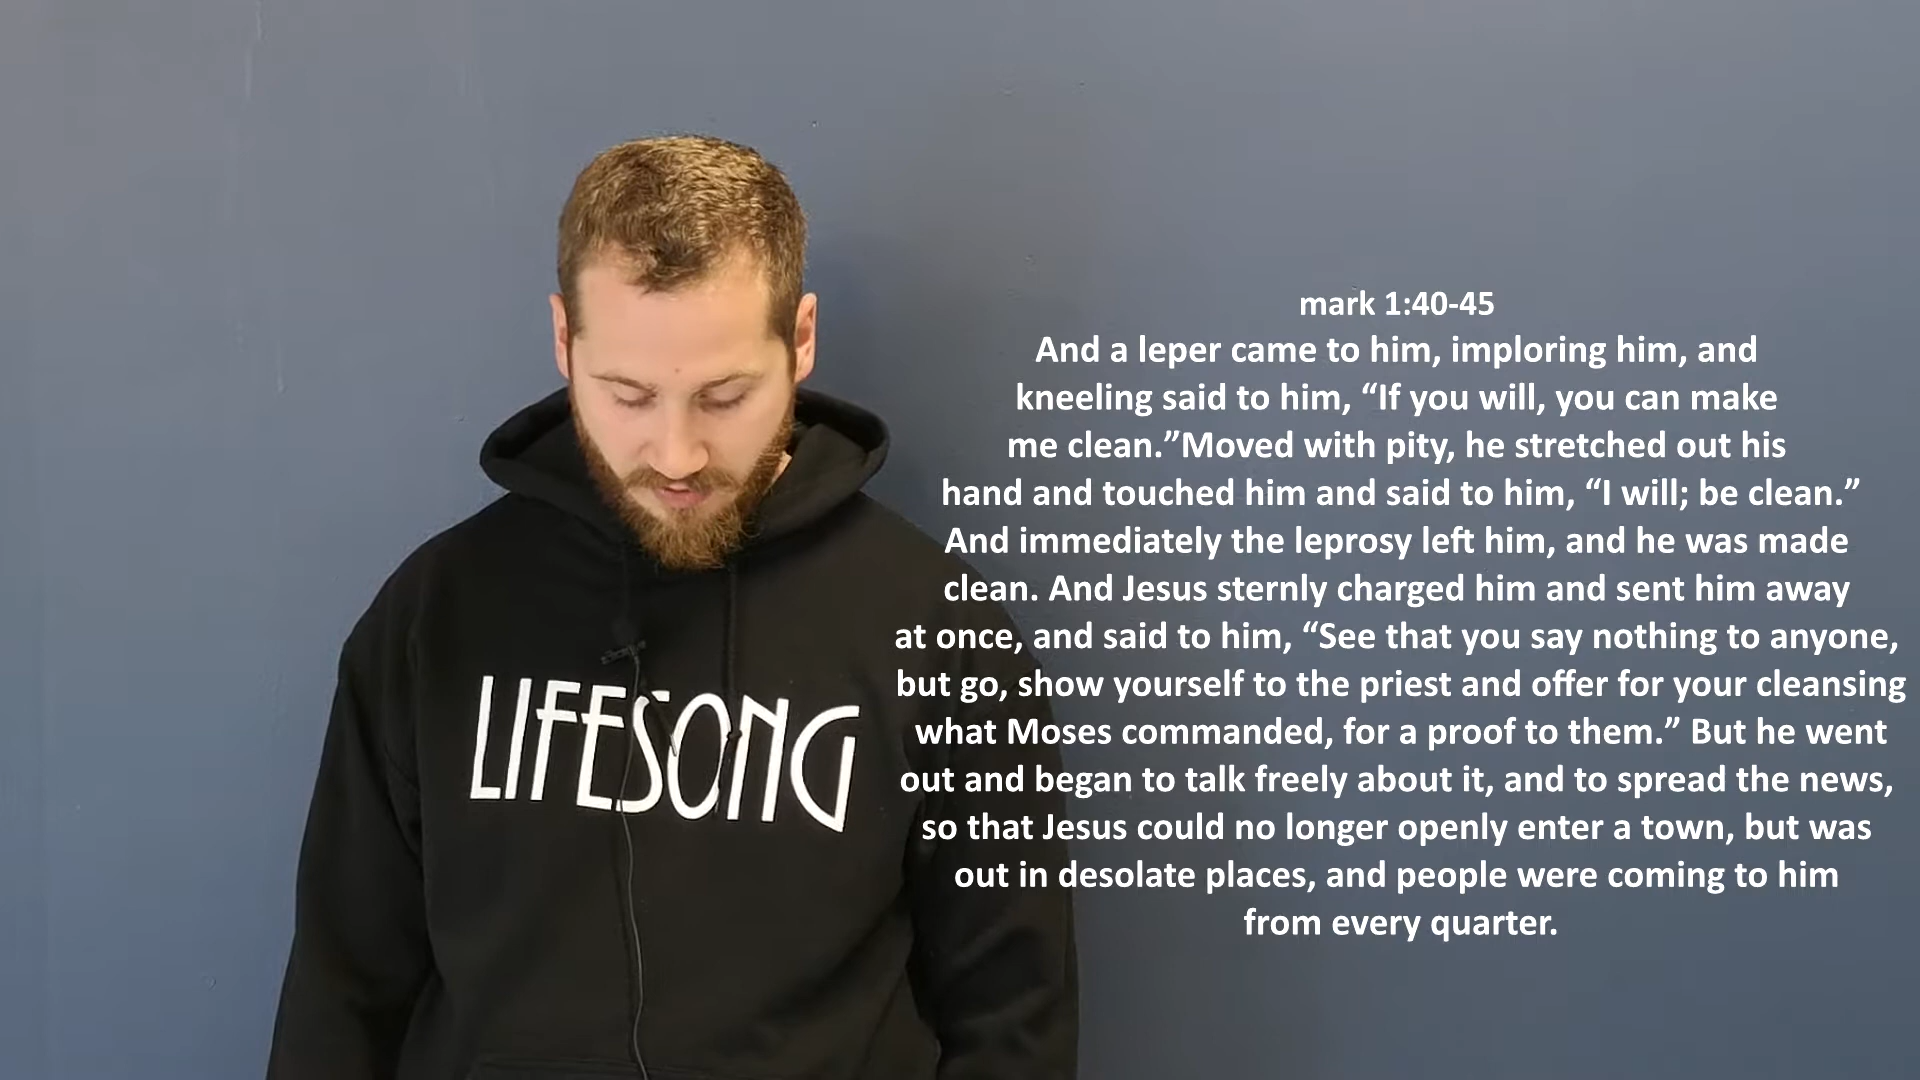 LIFESONG
mark 1:40-45
And a leper came to him, imploring him, and
kneeling said to him, “If you will, you can make
me clean.”Moved with pity, he stretched out his
hand and touched him and said to him, “I will; be clean.”
And immediately the leprosy left him, and he was made
clean. And Jesus sternly charged him and sent him away
at once, and said to him, “See that you say nothing to anyone,
but go, show yourself to the priest and offer for your cleansing
what Moses commanded, for a proof to them.” But he went
out and began to talk freely about it, and to spread the news,
so that Jesus could no longer openly enter a town, but was
out in desolate places, and people were coming to him
from every quarter.